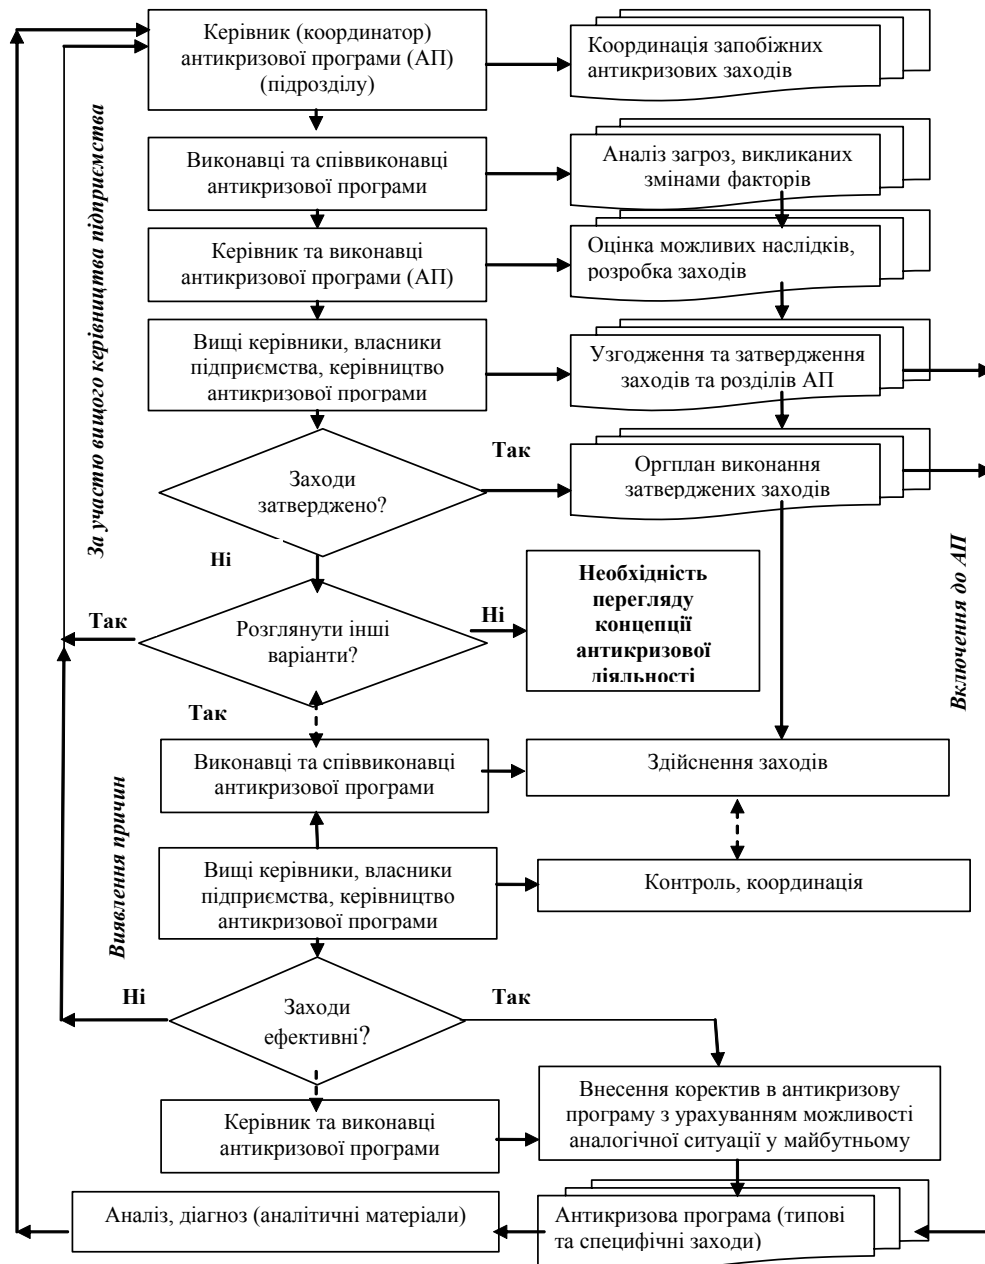 Керівник (координатор)
антикризової програми (АП)
(підрозділу)
Координація запобіжних
антикризових заходів
Виконавці та співвиконавці
антикризової програми
Аналіз загроз, викликаних
змінами факторів
Керівник та виконавці
антикризової програми (АП)
Оцінка можливих наслідків,
розробка заходів
Вищі керівники, власники
підприємства, керівництво
антикризової програми
Узгодження та затвердження
заходів та розділів АП
За участю вищого керівництва підприємства
Заходи
затверджено?
Так
Оргплан виконання
затверджених заходів
Ні
Розглянути інші
варіанти?
Так
Ні
Необхідність
перегляду
концепції
антикризової
діяльності
Включення до АП
Так
Виконавці та співвиконавці
антикризової програми
Здійснення заходів
Виявлення причин
Вищі керівники, власники
підприємства, керівництво
антикризової програми
Контроль, координація
Ні
Заходи
ефективні?
Так
Керівник та виконавці
антикризової програми
Внесення коректив в антикризову
програму з урахуванням можливості
аналогічної ситуації у майбутньому
Аналіз, діагноз (аналітичні матеріали)
Антикризова програма (типові
та специфічні заходи)